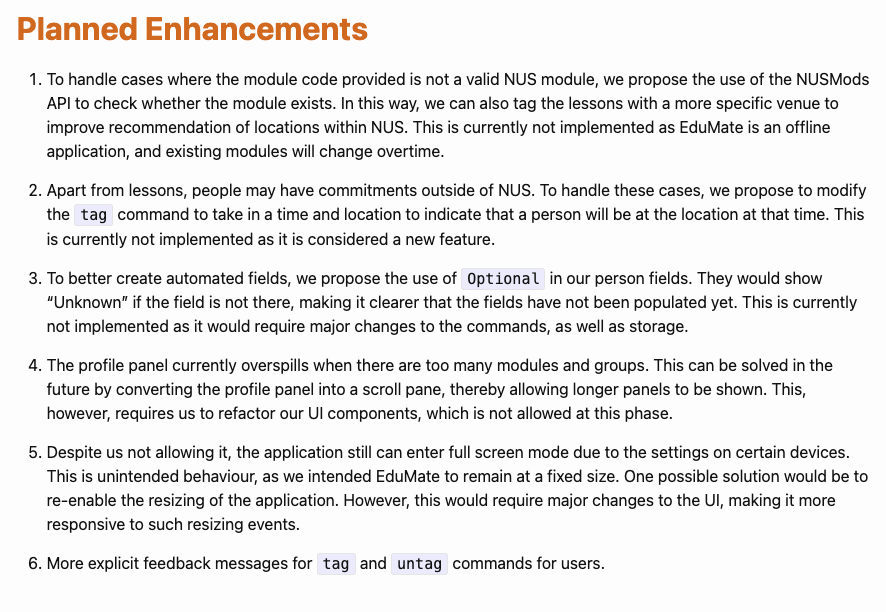 Planned Enhancements
1. To handle cases where the module code provided is not a valid NUS module, we propose the use of the NUSMods
API to check whether the module exists. In this way, we can also tag the lessons with a more specific venue to
improve recommendation of locations within NUS. This is currently not implemented as EduMate is an offline
application, and existing modules will change overtime.
2. Apart from lessons, people may have commitments outside of NUS. To handle these cases, we propose to modify
the tag command to take in a time and location to indicate that a person will be at the location at that time. This
is currently not implemented as it is considered a new feature.
3. To better create automated fields, we propose the use of Optional in our person fields. They would show
“Unknown” if the field is not there, making it clearer that the fields have not been populated yet. This is currently
not implemented as it would require major changes to the commands, as well as storage.
4. The profile panel currently overspills when there are too many modules and groups. This can be solved in the
future by converting the profile panel into a scroll pane, thereby allowing longer panels to be shown. This,
however, requires us to refactor our UI components, which is not allowed at this phase.
5. Despite us not allowing it, the application still can enter full screen mode due to the settings on certain devices.
This is unintended behaviour, as we intended EduMate to remain at a fixed size. One possible solution would be to
re-enable the resizing of the application. However, this would require major changes to the UI, making it more
responsive to such resizing events.
6. More explicit feedback messages for tag and untag commands for users.